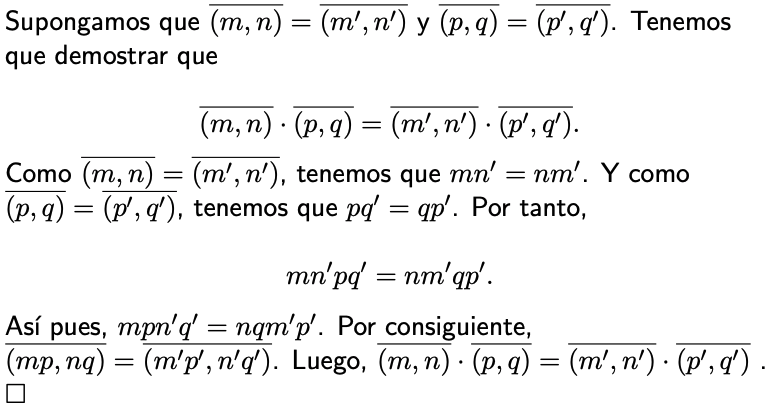 Supongamos que $\overline{(m, n)} = \overline{(m', n')}$ y $\overline{(p, q)} = \overline{(p', q')}$. Tenemos
que demostrar que
$\overline{(m, n)} \cdot \overline{(p, q)} = \overline{(m', n')} \cdot \overline{(p', q')}.$
Como $\overline{(m, n)} = \overline{(m', n')}$, tenemos que $mn' = nm'$. Y como
$\overline{(p, q)} = \overline{(p', q')}$, tenemos que $pq' = qp'$. Por tanto,
$mn'pq' = nm'qp'.$
Así pues, $mpn'q' = nqm'p'$. Por consiguiente,
$\overline{(mp, nq)} = \overline{(m'p', n'q')}$. Luego, $\overline{(m, n)} \cdot \overline{(p, q)} = \overline{(m', n')} \cdot \overline{(p', q')}$ .
□